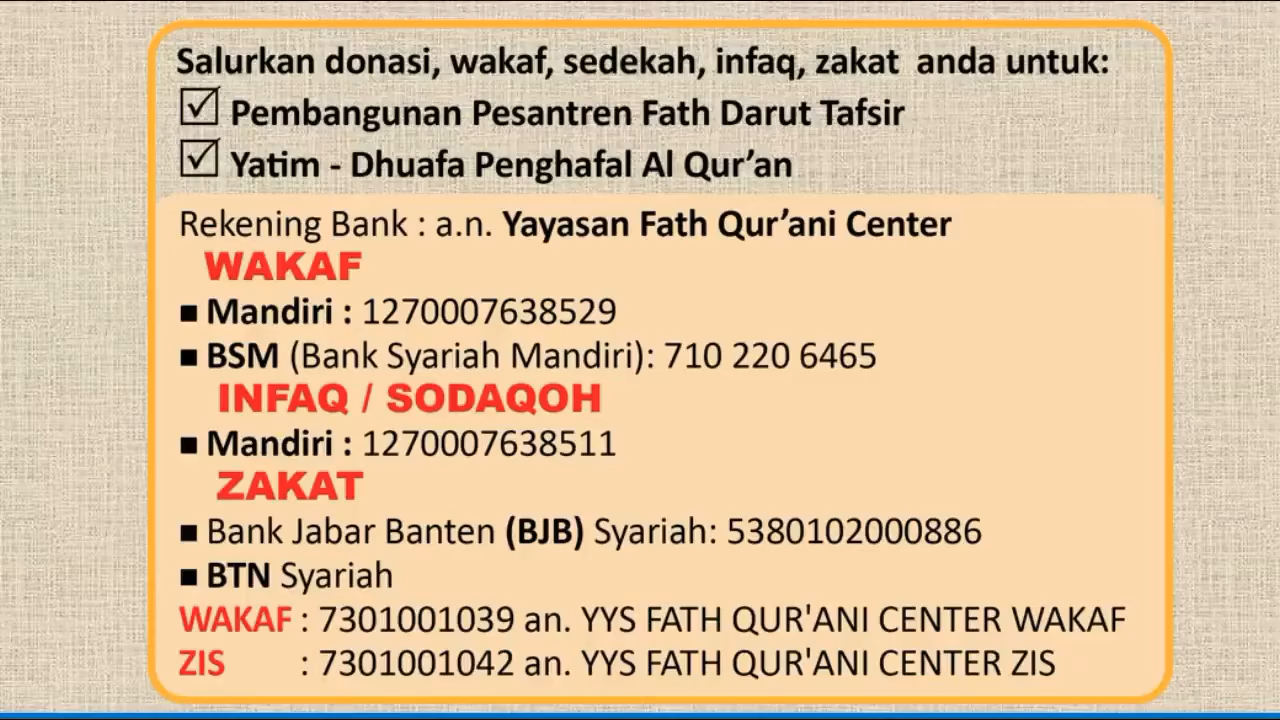 Salurkan donasi, wakaf, sedekah, infaq, zakat anda untuk:
Pembangunan Pesantren Fath Darut Tafsir
Yatim - Dhuafa Penghafal Al Qur’an
Rekening Bank : a.n. Yayasan Fath Qur’ani Center
WAKAF
■ Mandiri : 1270007638529
■ BSM (Bank Syariah Mandiri): 710 220 6465
INFAQ / SODAQOH
■ Mandiri : 1270007638511
ZAKAT
■ Bank Jabar Banten (BJB) Syariah: 5380102000886
■ BTN Syariah
WAKAF : 7301001039 an. YYS FATH QUR'ANI CENTER WAKAF
ZIS : 7301001042 an. YYS FATH QUR'ANI CENTER ZIS